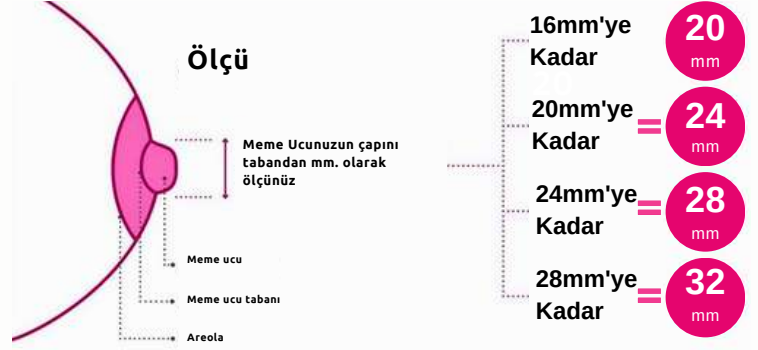 Ölçü
Meme Ucunuzun çapını
tabandan mm. olarak
ölçünüz
Meme ucu
Meme ucu tabanı
Areola
16mm'ye
Kadar
20
mm
20mm'ye
Kadar
=
24
mm
24mm'ye
Kadar
=
28
mm
28mm'ye
Kadar
=
32
mm